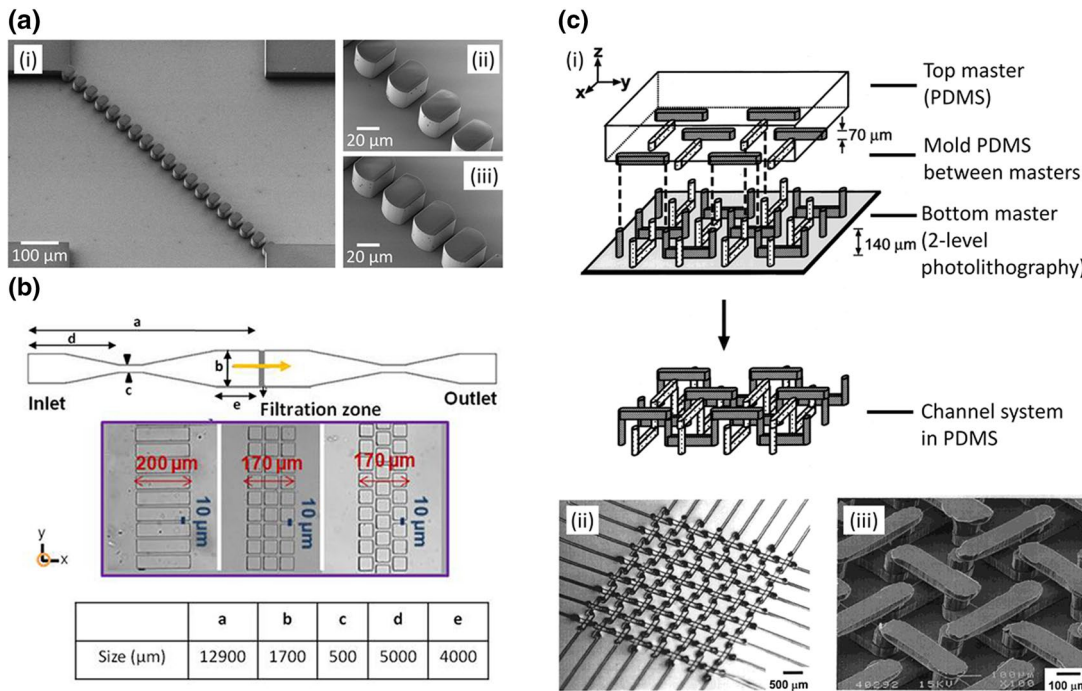 (a)
(i)
100 µm
(ii)
20 µm
(iii)
20 µm
(b)
a
d
b
c
e
Inlet
Outlet
Filtration zone
200 µm
170 µm
170 µm
10 µm
10 µm
10 µm
y
x
a b c d e
Size (µm) 12900 1700 500 5000 4000
(c)
(i)
z
y
x
Top master
(PDMS)
70 µm
Mold PDMS
between masters
Bottom master
(2-level
photolithography)
140 µm
Channel system
in PDMS
(ii)
500 µm
(iii)
40292 15KV X100 100µm
100 µm